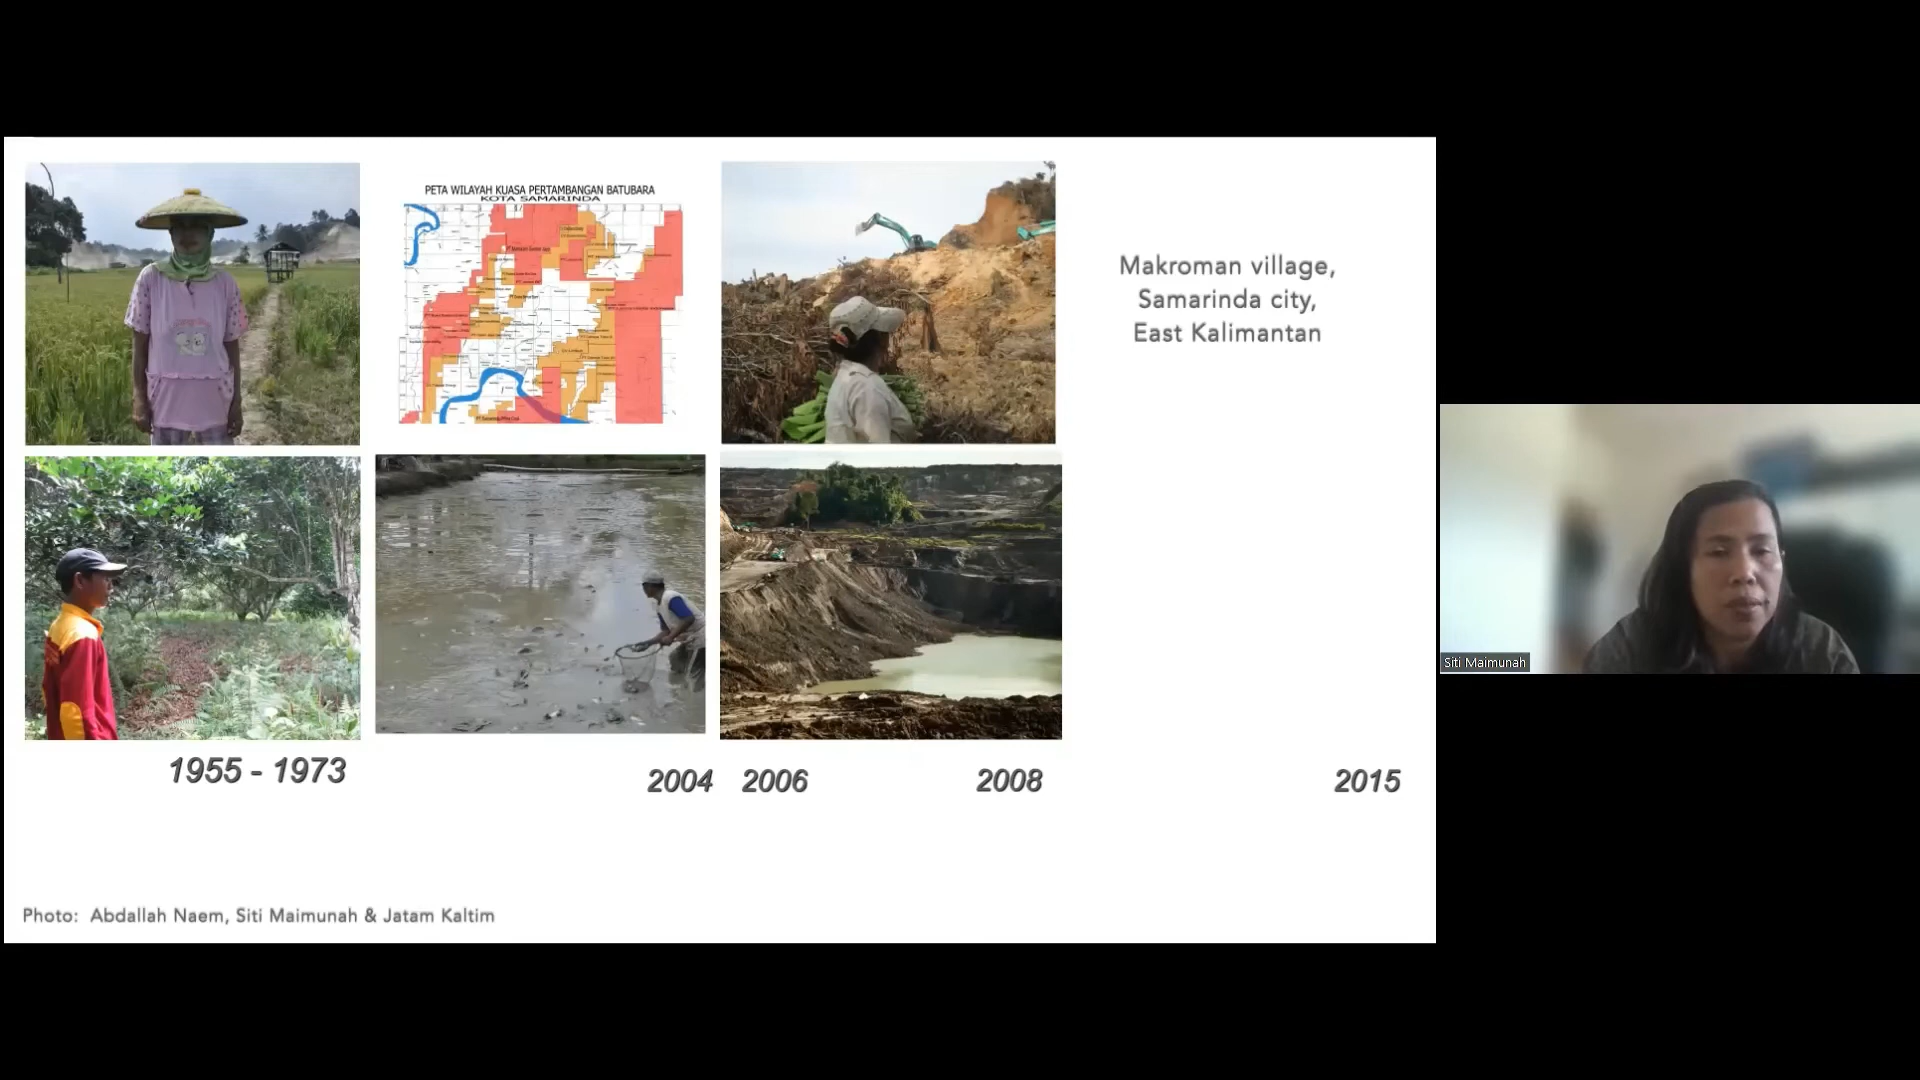 PETA WILAYAH KUASA PERTAMBANGAN BATUBARA
KOTA SAMARINDA
Makroman village,
Samarinda city,
East Kalimantan
Siti Maimunah
1955 - 1973
2004
2006
2008
2015
Photo: Abdallah Naem, Siti Maimunah & Jatam Kaltim